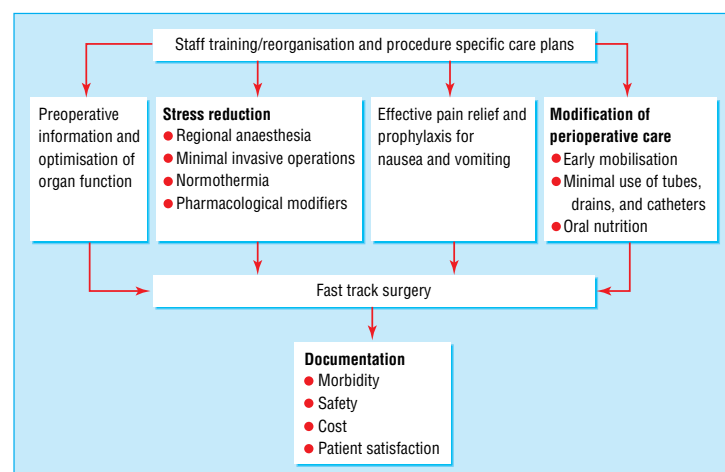 Staff training/reorganisation and procedure specific care plans
Preoperative
information and
optimisation of
organ function
Stress reduction
● Regional anaesthesia
● Minimal invasive operations
● Normothermia
● Pharmacological modifiers
Effective pain relief and
prophylaxis for
nausea and vomiting
Modification of
perioperative care
● Early mobilisation
● Minimal use of tubes,
drains, and catheters
● Oral nutrition
Fast track surgery
Documentation
● Morbidity
● Safety
● Cost
● Patient satisfaction